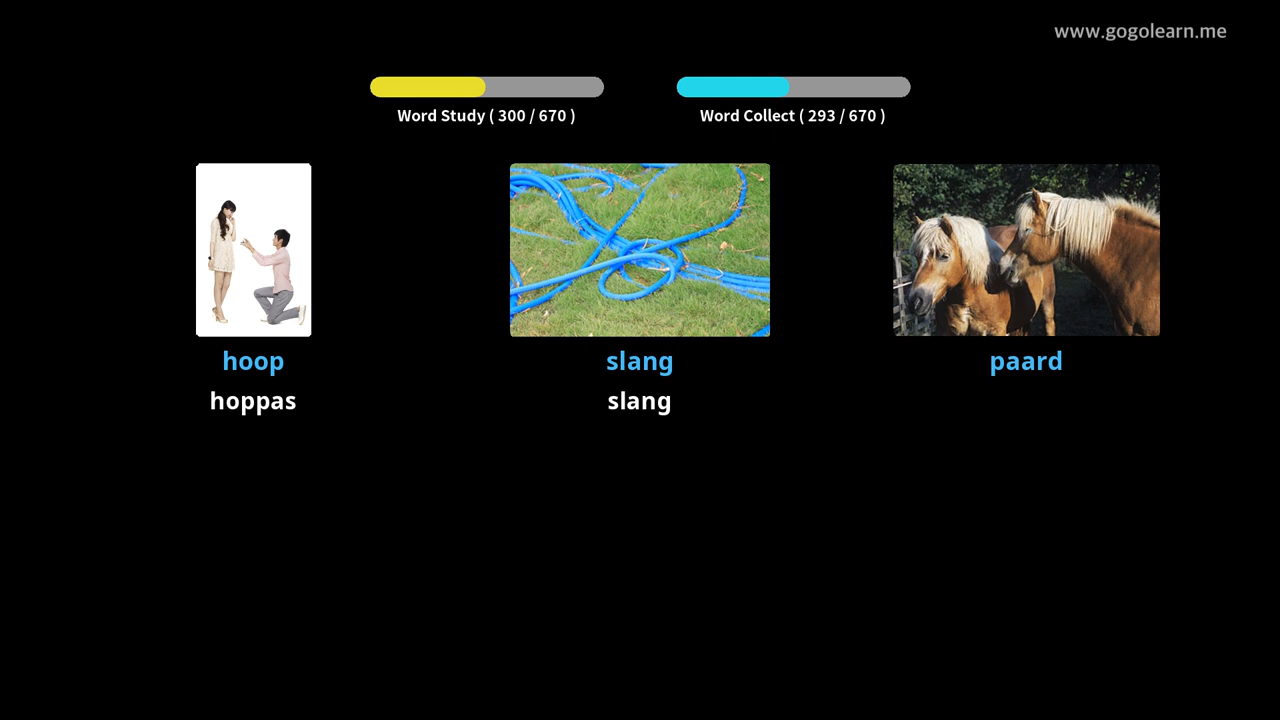 www.gogolearn.me
Word Study ( 300 / 670 )
Word Collect ( 293 / 670 )
hoop
slang
paard
hoppas
slang